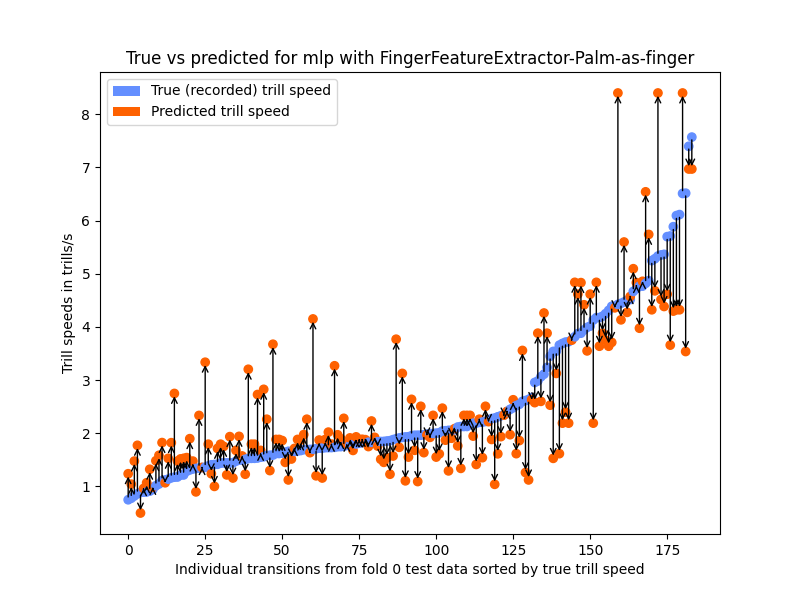 True vs predicted for mlp with FingerFeatureExtractor-Palm-as-finger
True (recorded) trill speed
Predicted trill speed
Trill speeds in trills/s
8
7
6
5
4
3
2
1
0 25 50 75 100 125 150 175
Individual transitions from fold 0 test data sorted by true trill speed